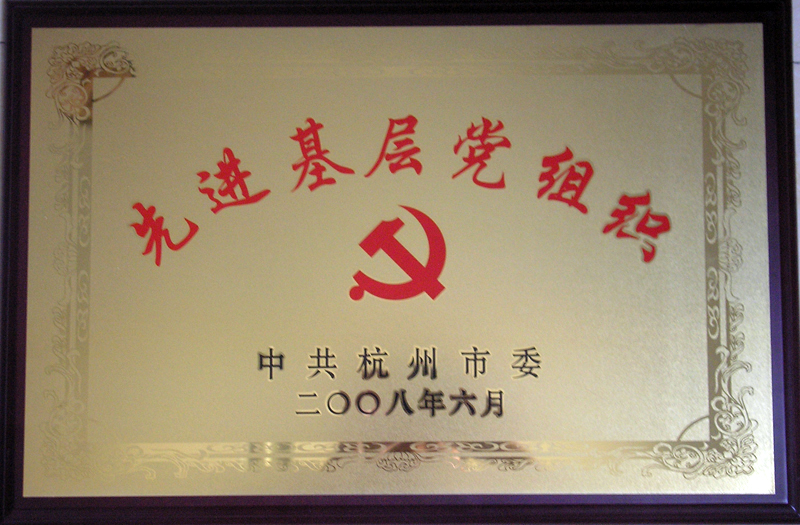 先进基层党组织
中共杭州市委
二〇〇八年六月